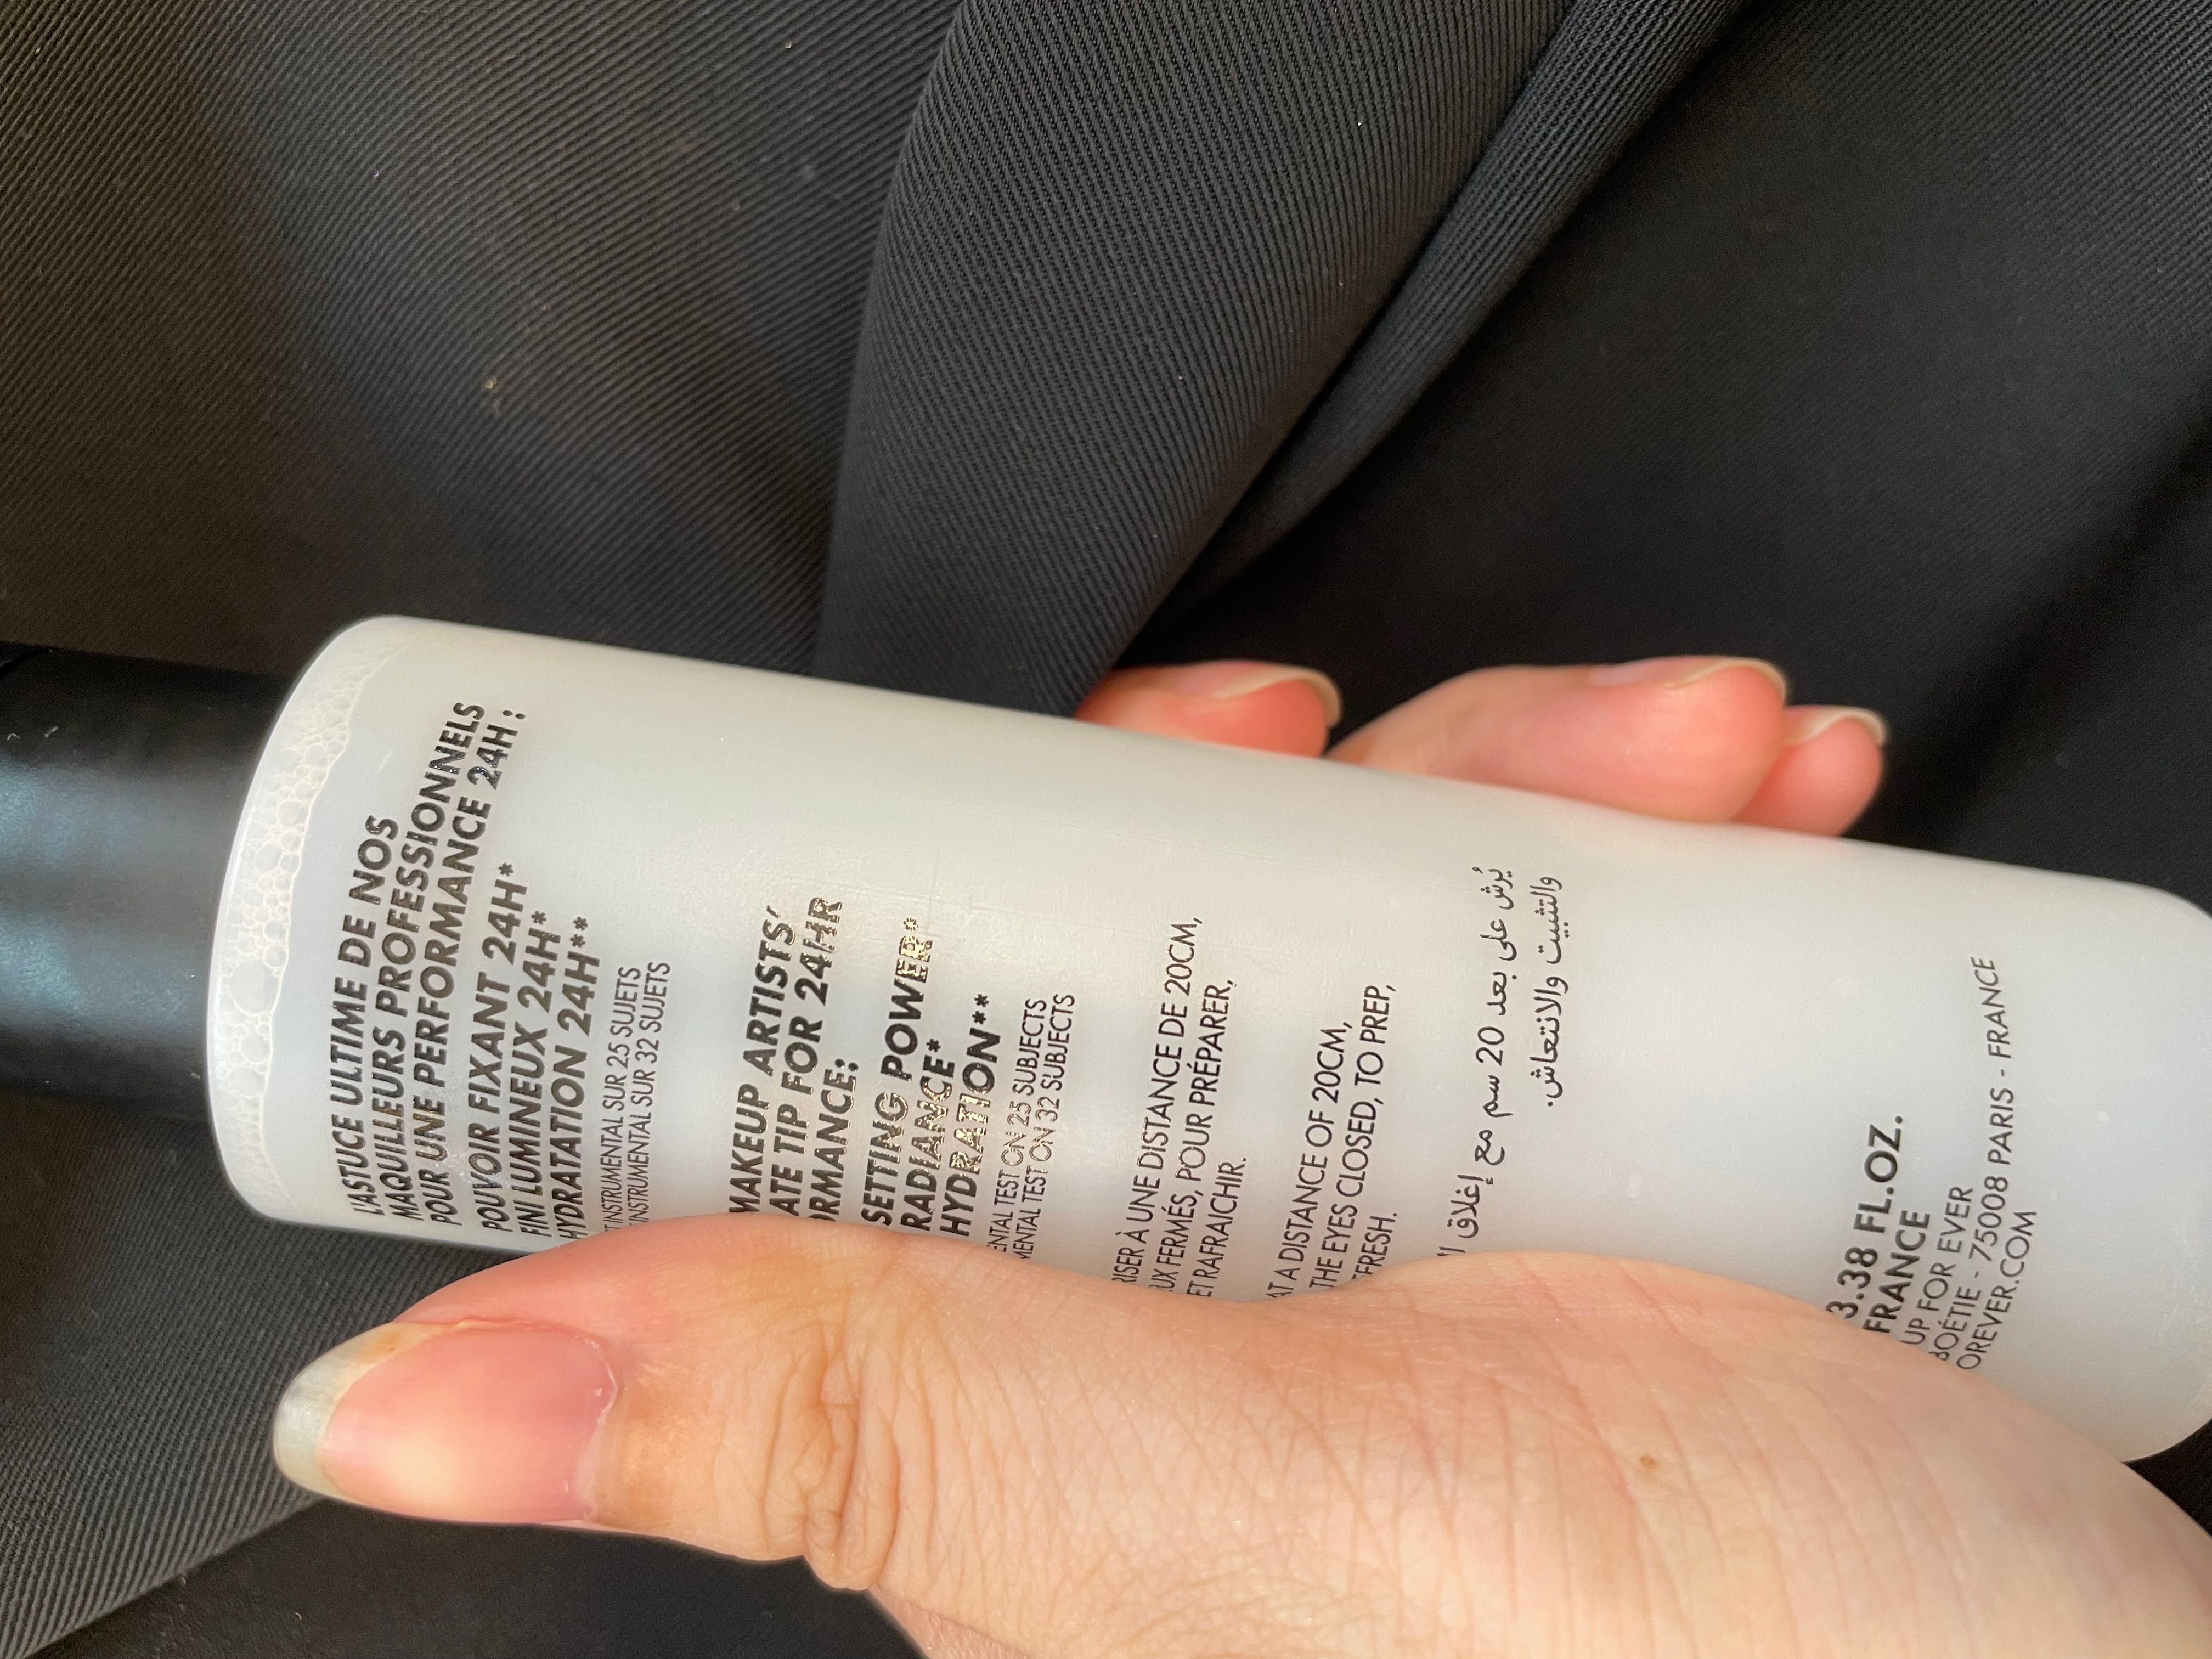 L'ASTUCE ULTIME DE NOS
MAQUILLEURS PROFESSIONNELS
POUR UNE PERFORMANCE 24H :
POUVOIR FIXANT 24H*
FINI LUMINEUX 24H*
HYDRATATION 24H**
INSTRUMENTAL SUR 25 SUJETS
INSTRUMENTAL SUR 32 SUJETS
MAKEUP ARTISTS'
ATE TIP FOR 24HR
ORMANCE:
SETTING POWER*
RADIANCE*
HYDRATION**
ENTAL TEST ON 25 SUBJECTS
MENTAL TEST ON 32 SUBJECTS
RISER À UNE DISTANCE DE 20CM,
UX FERMÉS, POUR PRÉPARER,
ET RAFRAICHIR.
AT A DISTANCE OF 20CM,
THE EYES CLOSED, TO PREP,
FRESH.
يُرش على بعد 20 سم مع إغلاق
والتثبيت والانتعاش.
3.38 FL.OZ.
FRANCE
UP FOR EVER
BOÉTIE - 75008 PARIS - FRANCE
OREVER.COM